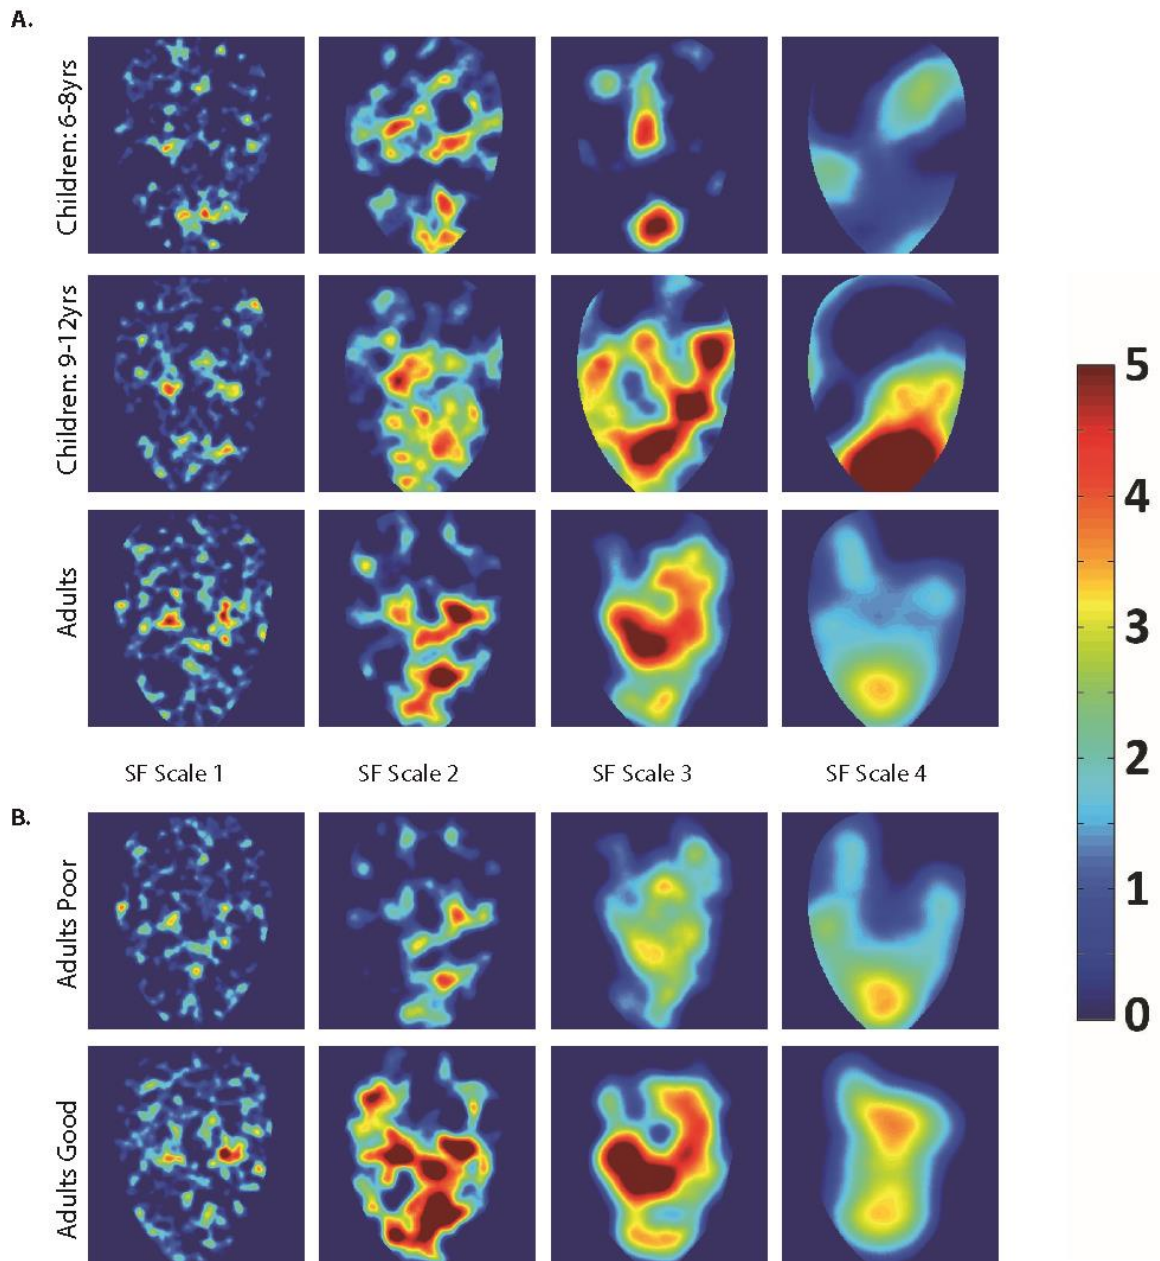 A.
Children: 6-8yrs
Children: 9-12yrs
Adults
SF Scale 1
SF Scale 2
SF Scale 3
SF Scale 4
B.
Adults Poor
Adults Good
5
4
3
2
1
0